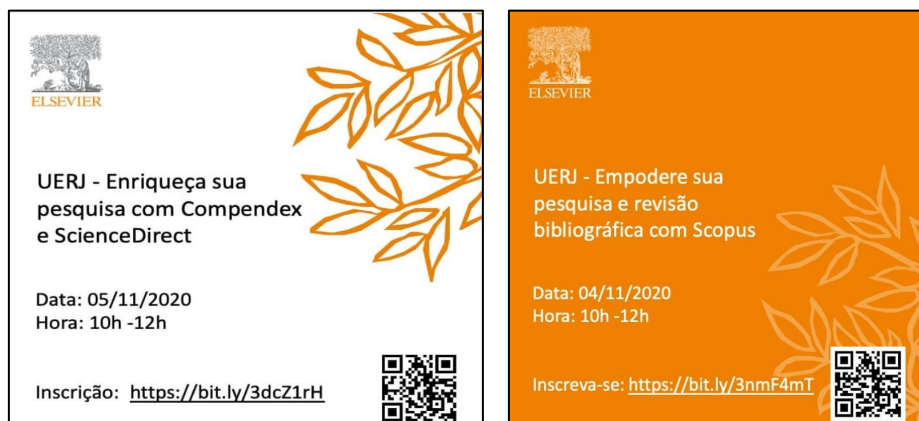 ELSEVIER
UERJ - Enriqueça sua
pesquisa com Compendex
e ScienceDirect
Data: 05/11/2020
Hora: 10h -12h
Inscrição: https://bit.ly/3dcZ1rH
ELSEVIER
UERJ - Empodere sua
pesquisa e revisão
bibliográfica com Scopus
Data: 04/11/2020
Hora: 10h -12h
Inscreva-se: https://bit.ly/3nmF4mT